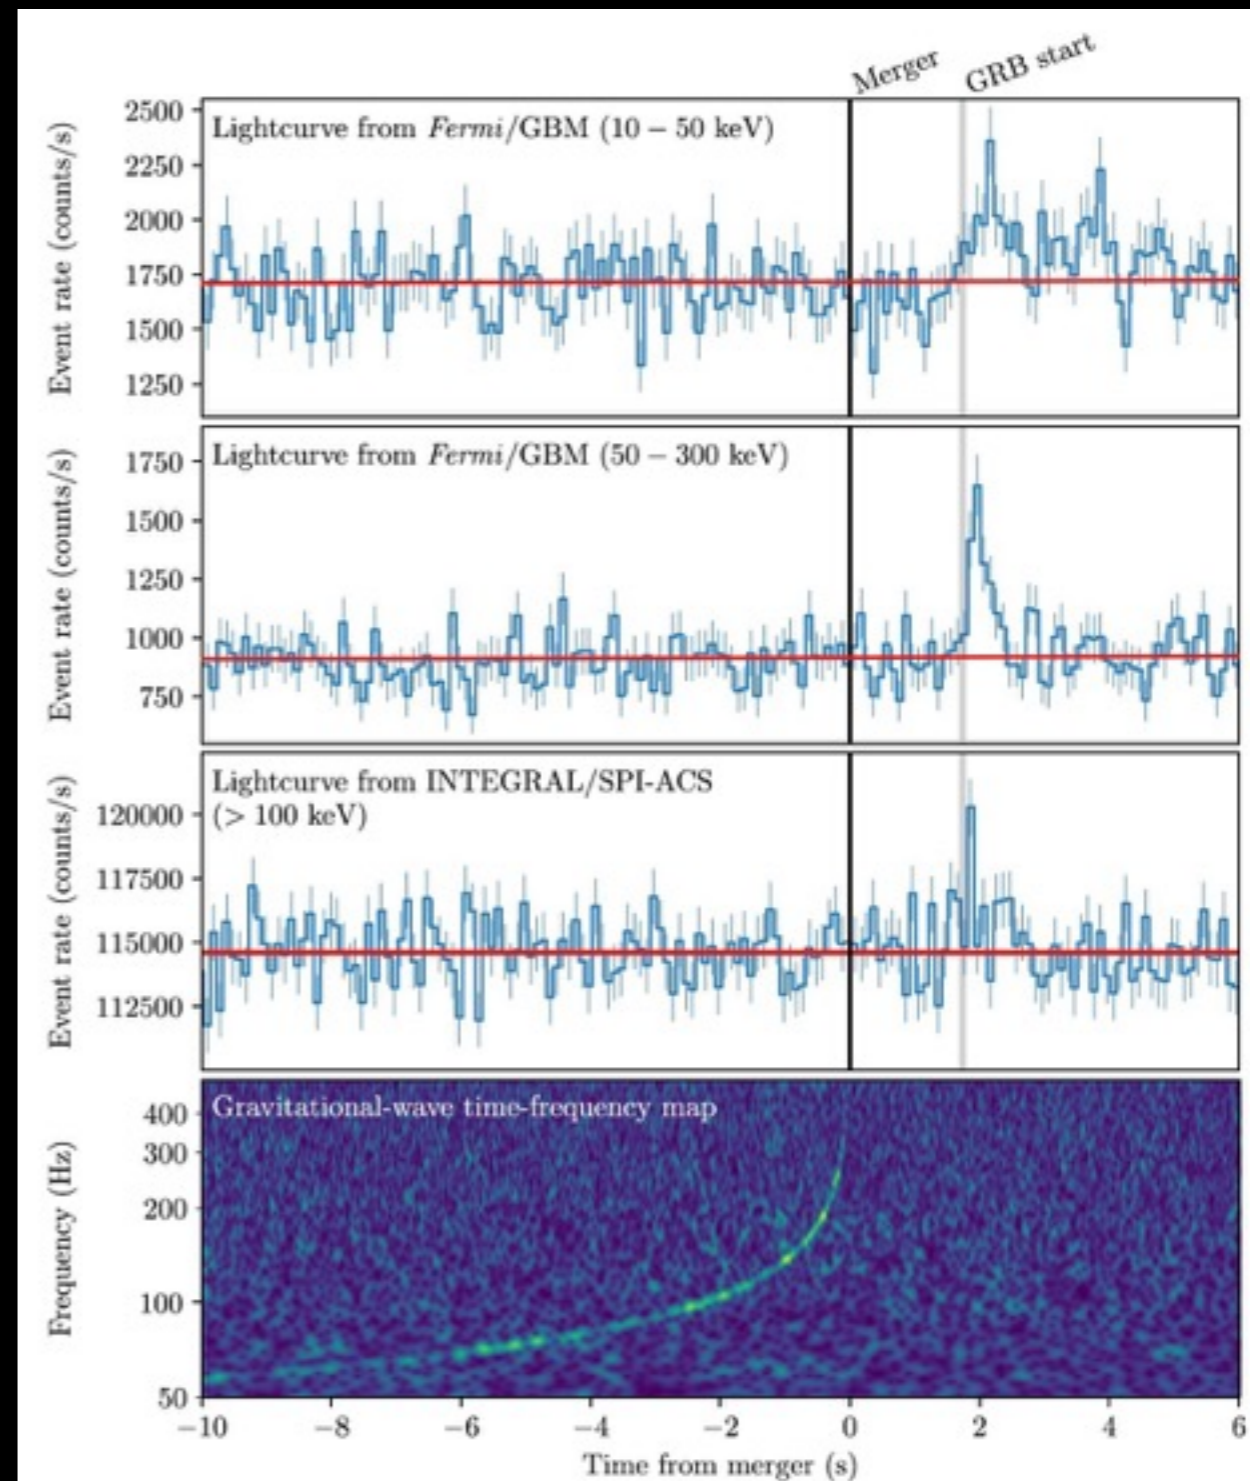 Merger GRB start
Lightcurve from Fermi/GBM (10 − 50 keV)
Event rate (counts/s)
2500
2250
2000
1750
1500
1250
Lightcurve from Fermi/GBM (50 − 300 keV)
Event rate (counts/s)
1750
1500
1250
1000
750
Lightcurve from INTEGRAL/SPI-ACS
(> 100 keV)
Event rate (counts/s)
120000
117500
115000
112500
Gravitational-wave time-frequency map
Frequency (Hz)
400
300
200
100
50
−10 −8 −6 −4 −2 0 2 4 6
Time from merger (s)